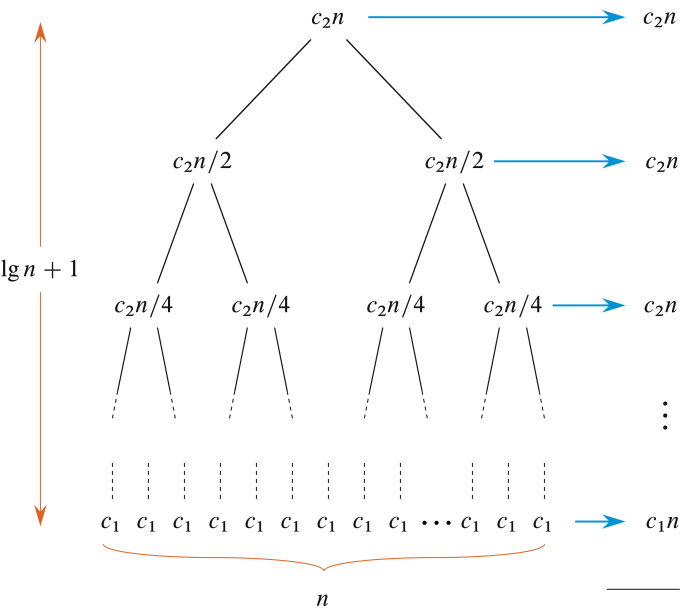 c₂n c₂n
c₂n/2 c₂n/2 c₂n
lg n + 1
c₂n/4 c₂n/4 c₂n/4 c₂n/4 c₂n
⋮
c₁ c₁ c₁ c₁ c₁ c₁ c₁ c₁ c₁ ⋯ c₁ c₁ c₁ c₁n
n